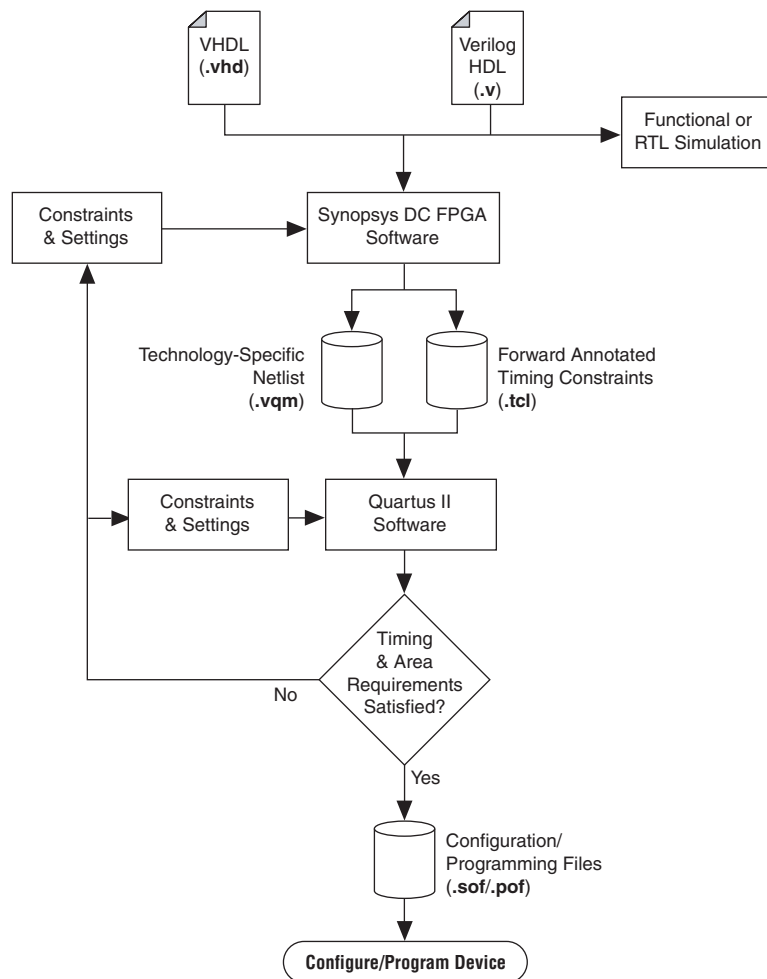 VHDL
(.vhd)
Verilog
HDL
(.v)
Functional or
RTL Simulation
Constraints
& Settings
Synopsys DC FPGA
Software
Technology-Specific
Netlist
(.vqm)
Forward Annotated
Timing Constraints
(.tcl)
Constraints
& Settings
Quartus II
Software
Timing
& Area
Requirements
Satisfied?
No
Yes
Configuration/
Programming Files
(.sof/.pof)
Configure/Program Device